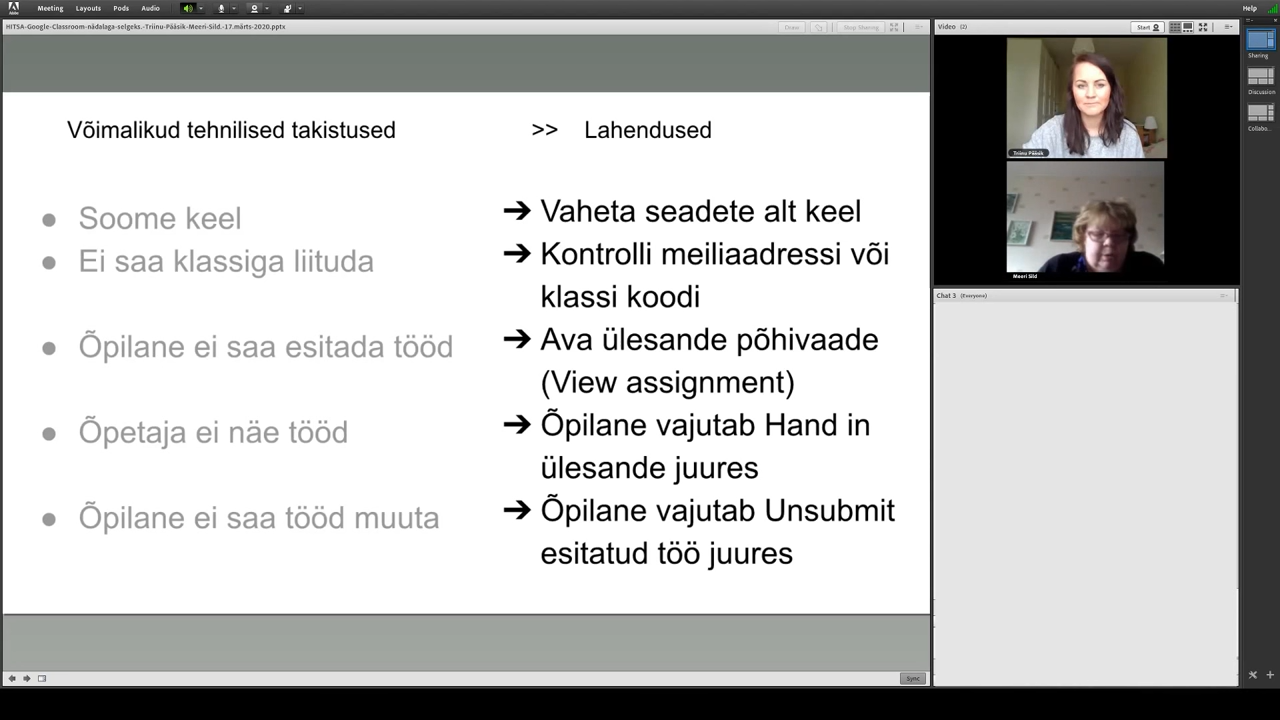 Meeting Layouts Pods Audio Help
HITSA-Google-Classroom-nädalaga-selgeks.-Triinu-Pääsik-Meeri-Sild.-17.märts-2020.pptx
Draw
Stop Sharing
Video (2)
Start
Sharing
Discussion
Collabo...
Võimalikud tehnilised takistused >> Lahendused
● Soome keel
● Ei saa klassiga liituda
● Õpilane ei saa esitada tööd
● Õpetaja ei näe tööd
● Õpilane ei saa tööd muuta
➔ Vaheta seadete alt keel
➔ Kontrolli meiliaadressi või
klassi koodi
➔ Ava ülesande põhivaade
(View assignment)
➔ Õpilane vajutab Hand in
ülesande juures
➔ Õpilane vajutab Unsubmit
esitatud töö juures
Triinu Pääsik
Meeri Sild
Chat 3 (Everyone)
Sync